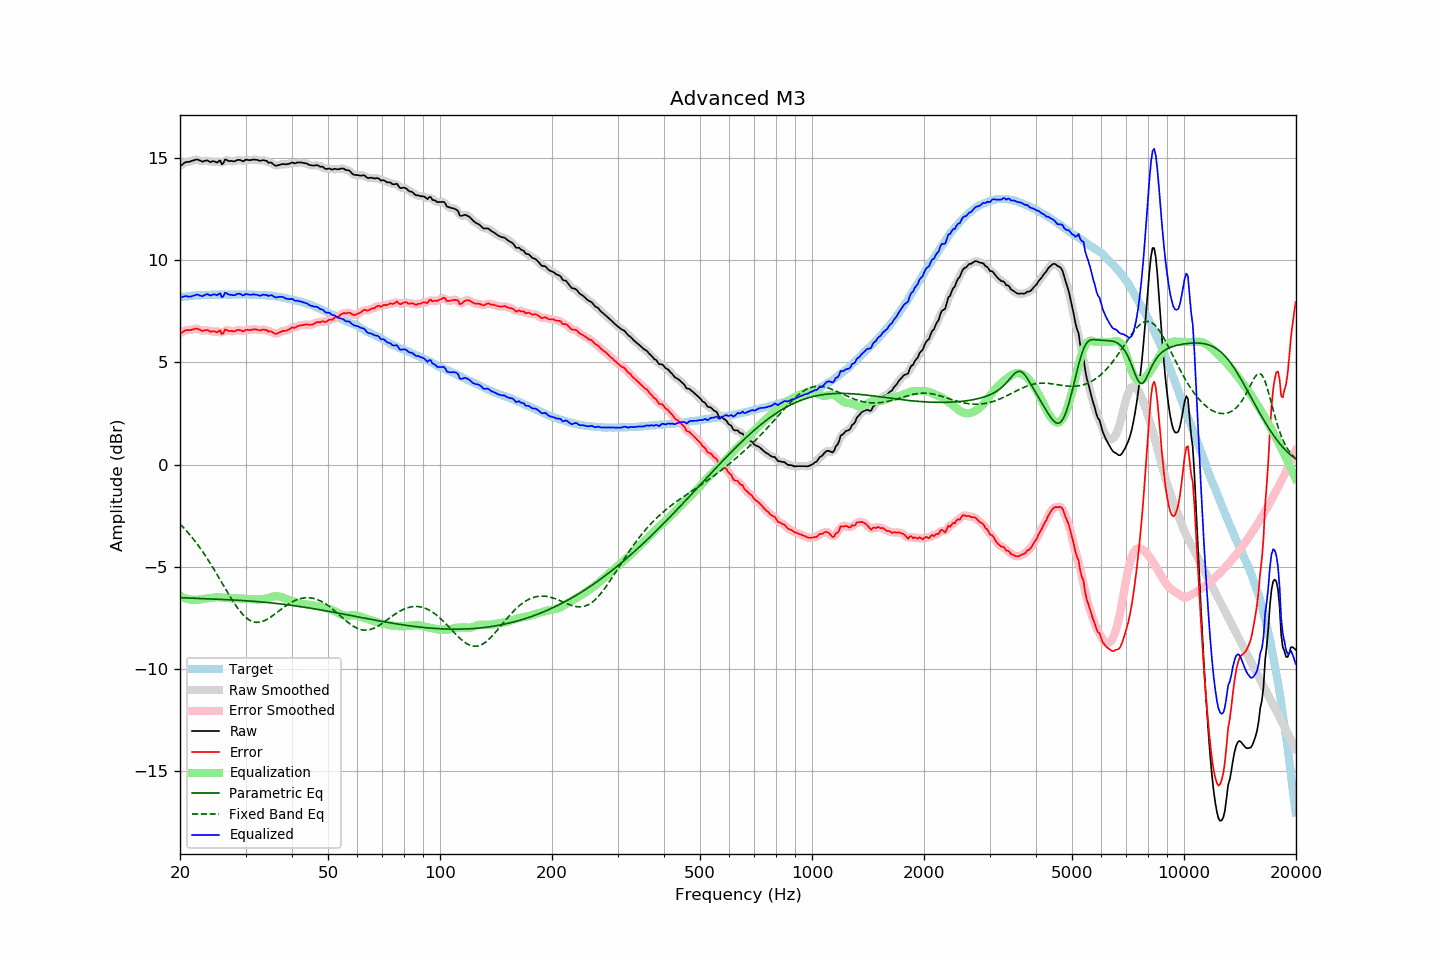 Advanced M3
Amplitude (dBr)
15
10
5
0
−5
−10
−15
Target
Raw Smoothed
Error Smoothed
Raw
Error
Equalization
Parametric Eq
Fixed Band Eq
Equalized
20 50 100 200 500 1000 2000 5000 10000 20000
Frequency (Hz)